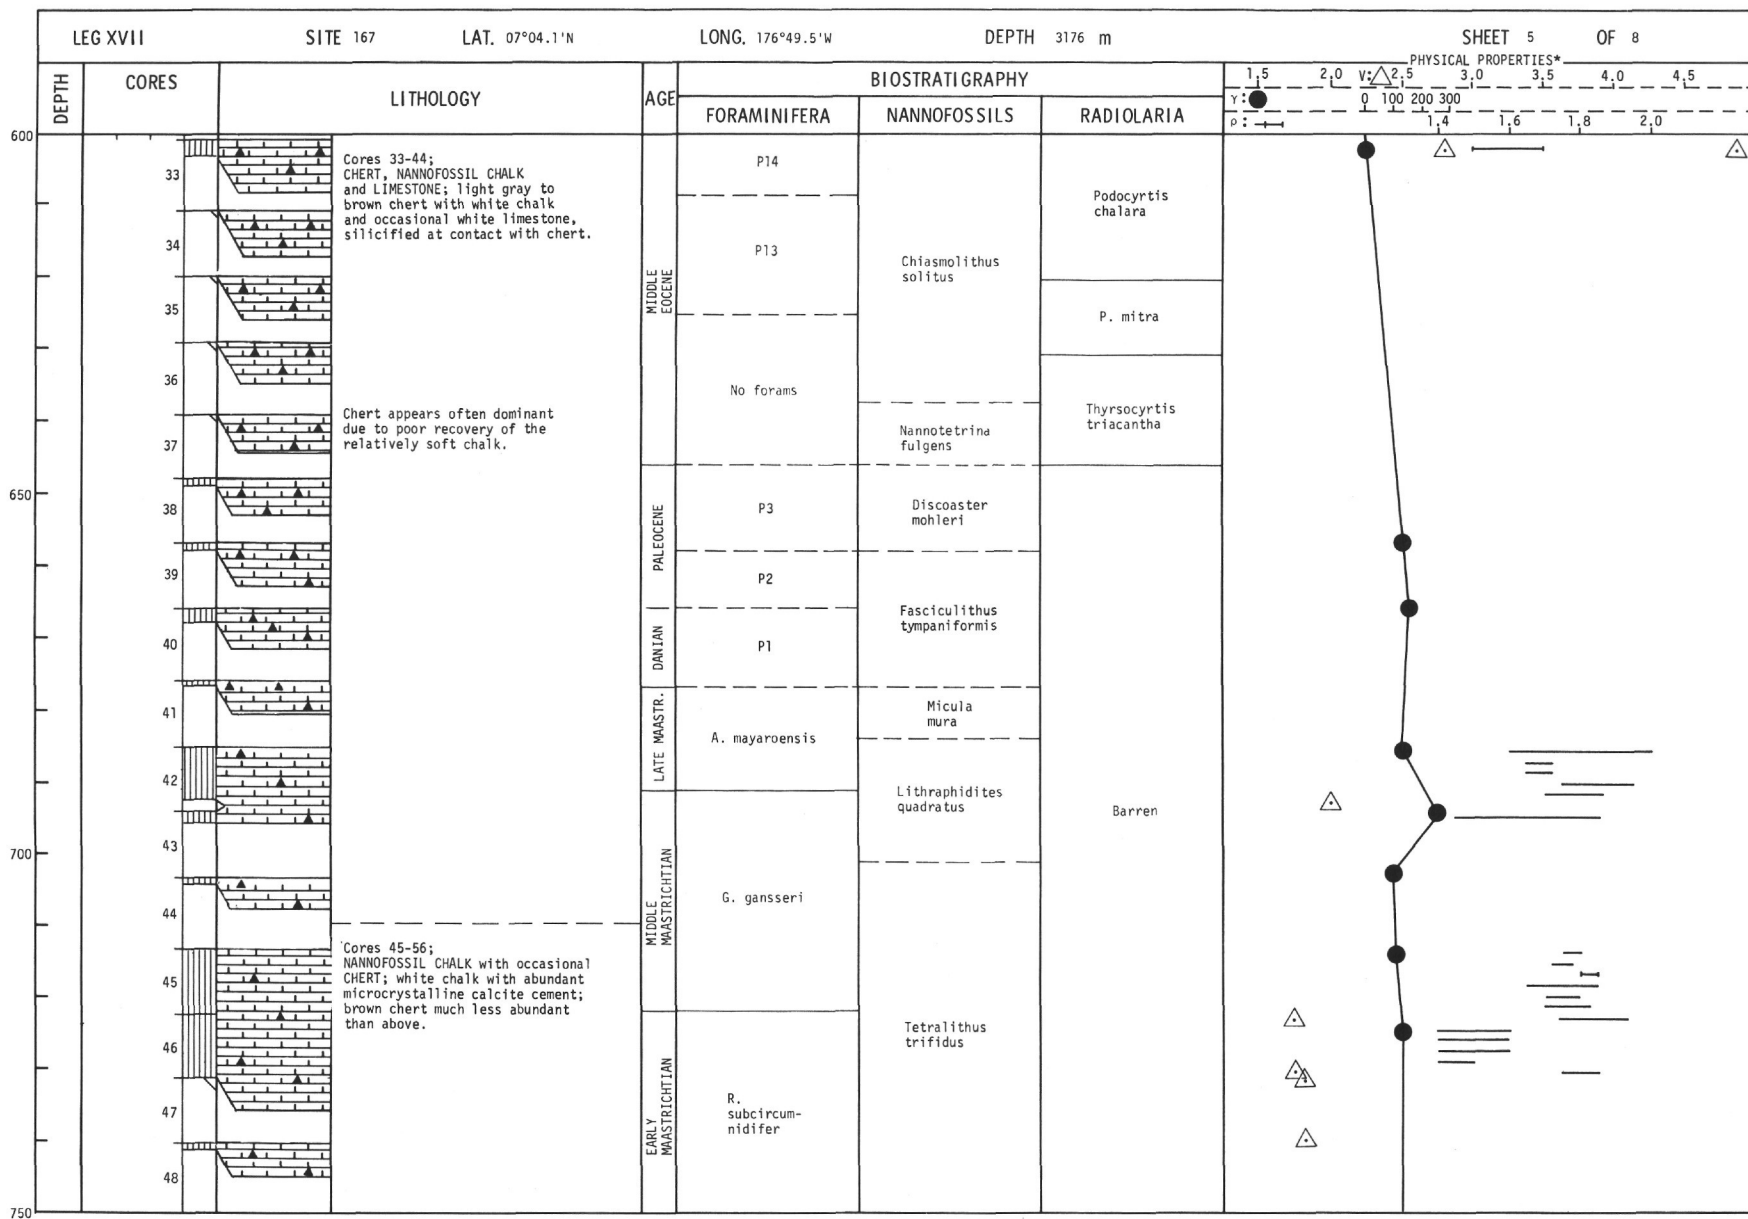 LEG XVII SITE 167 LAT. 07°04.1'N LONG. 176°49.5'W DEPTH 3176 m SHEET 5 OF 8
DEPTH
CORES
LITHOLOGY
AGE
BIOSTRATIGRAPHY
FORAMINIFERA
NANNOFOSSILS
RADIOLARIA
PHYSICAL PROPERTIES*
1.5 2.0 V: 2.5 3.0 3.5 4.0 4.5
γ: 0 100 200 300
ρ: 1.4 1.6 1.8 2.0
600
650
700
750
33
34
35
36
37
38
39
40
41
42
43
44
45
46
47
48
Cores 33-44;
CHERT, NANNOFOSSIL CHALK
and LIMESTONE; light gray to
brown chert with white chalk
and occasional white limestone,
silicified at contact with chert.
Chert appears often dominant
due to poor recovery of the
relatively soft chalk.
Cores 45-56;
NANNOFOSSIL CHALK with occasional
CHERT; white chalk with abundant
microcrystalline calcite cement;
brown chert much less abundant
than above.
MIDDLE
EOCENE
PALEOCENE
DANIAN
LATE MAASTR.
MIDDLE
MAASTRICHTIAN
EARLY
MAASTRICHTIAN
P14
P13
No forams
P3
P2
P1
A. mayaroensis
G. gansseri
R.
subcircum-
nidifer
Chiasmolithus
solitus
Nannotetrina
fulgens
Discoaster
mohleri
Fasciculithus
tympaniformis
Micula
mura
Lithraphidites
quadratus
Tetralithus
trifidus
Podocyrtis
chalara
P. mitra
Thyrsocyrtis
triacantha
Barren